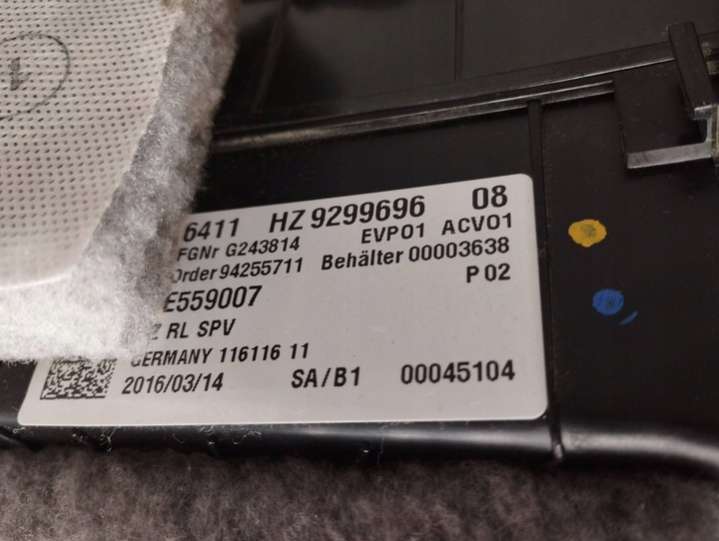 6411 HZ 9299696 08
FGNr G243814 EVP01 ACV01
Order 94255711 Behälter 00003638
E559007 P 02
RL SPV
GERMANY 116116 11
2016/03/14 SA/B1 00045104